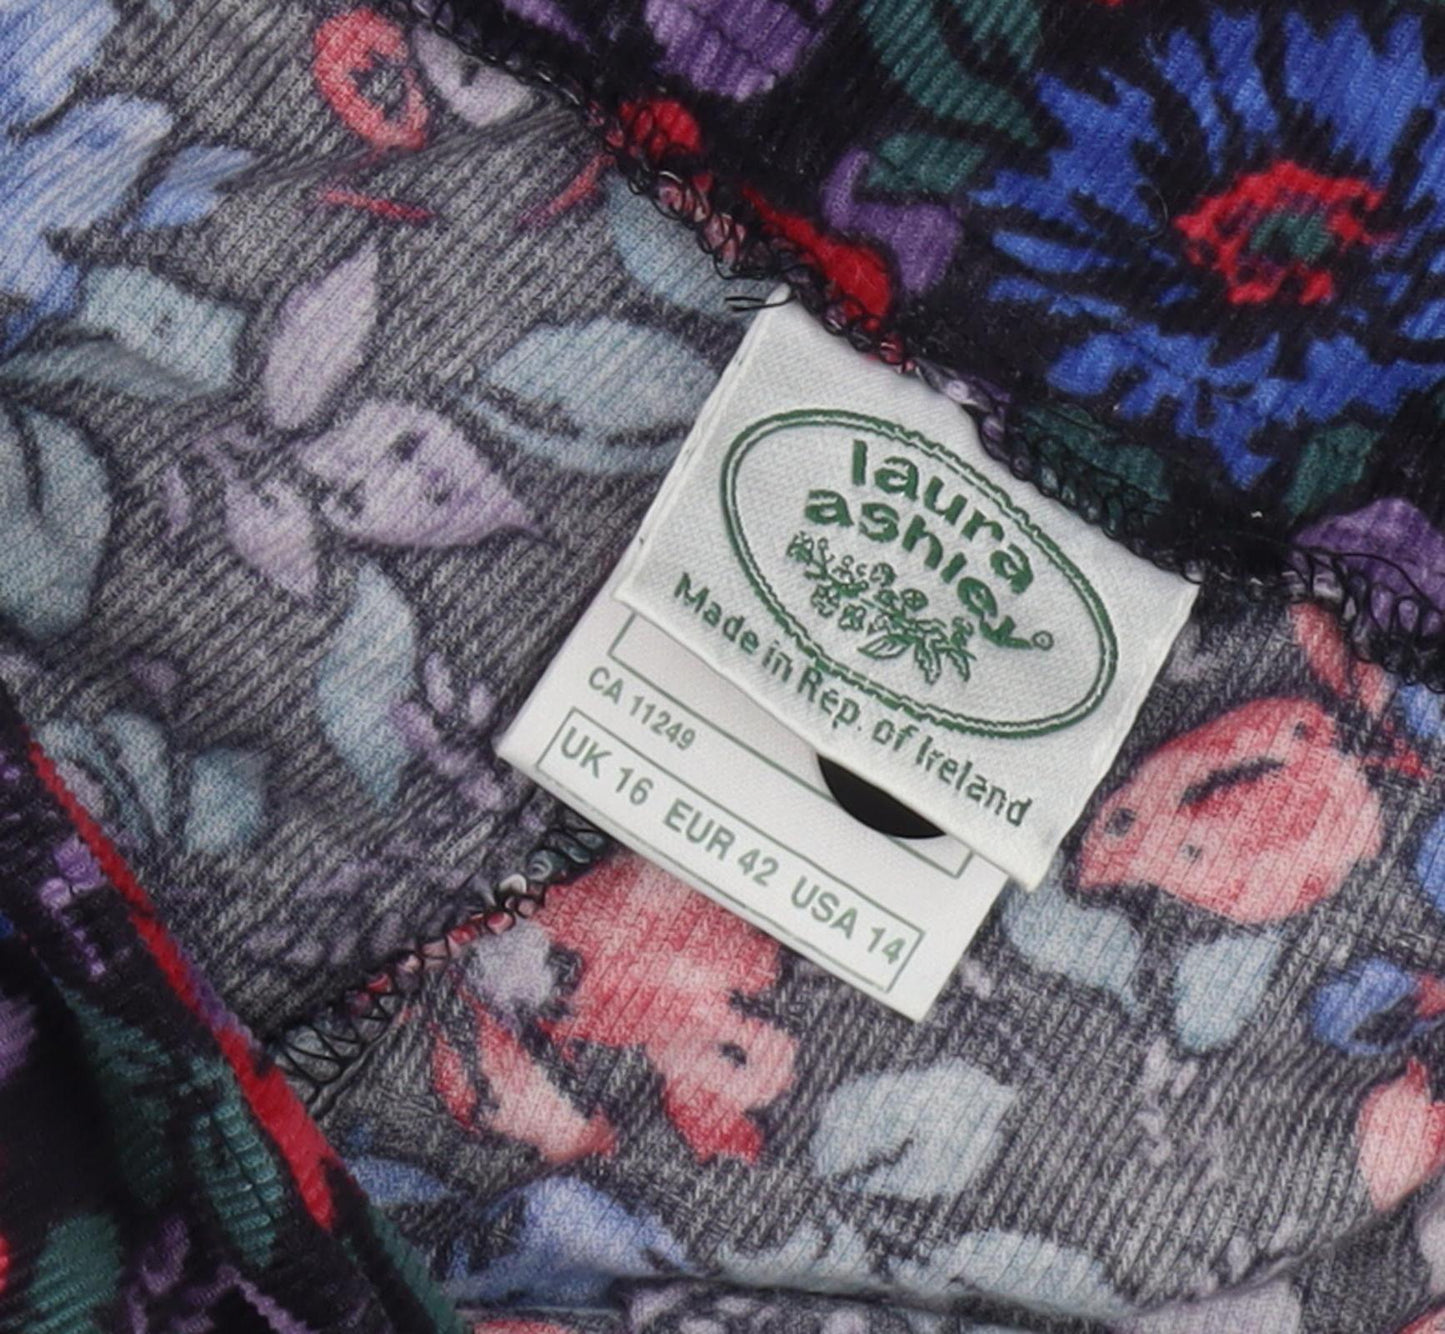 laura
ashley®
Made in Rep. of Ireland
CA 11249
UK 16 EUR 42 USA 14